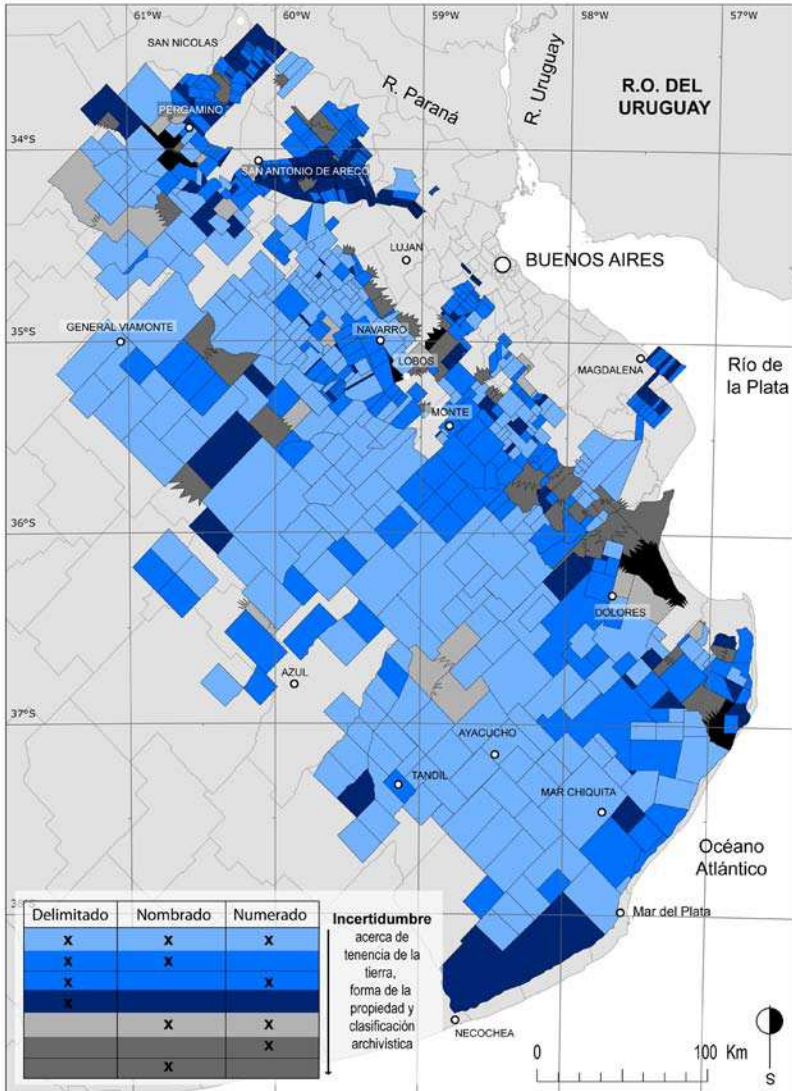 61°W 60°W 59°W 58°W 57°W
SAN NICOLAS
R. Paraná
R. Uruguay
R.O. DEL
URUGUAY
PERGAMINO
34°S
SAN ANTONIO DE ARECO
LUJAN
BUENOS AIRES
35°S
GENERAL VIAMONTE
NAVARRO
LOBOS
MAGDALENA
Río de
la Plata
MONTE
36°S
DOLORES
AZUL
37°S
AYACUCHO
TANDIL
MAR CHIQUITA
Océano
Atlántico
38°S
Mar del Plata
NECOCHEA
Delimitado Nombrado Numerado
x x x
x x
x x
x
x x
x
x
Incertidumbre
acerca de
tenencia de la
tierra,
forma de la
propiedad y
clasificación
archivística
0 100 Km
S